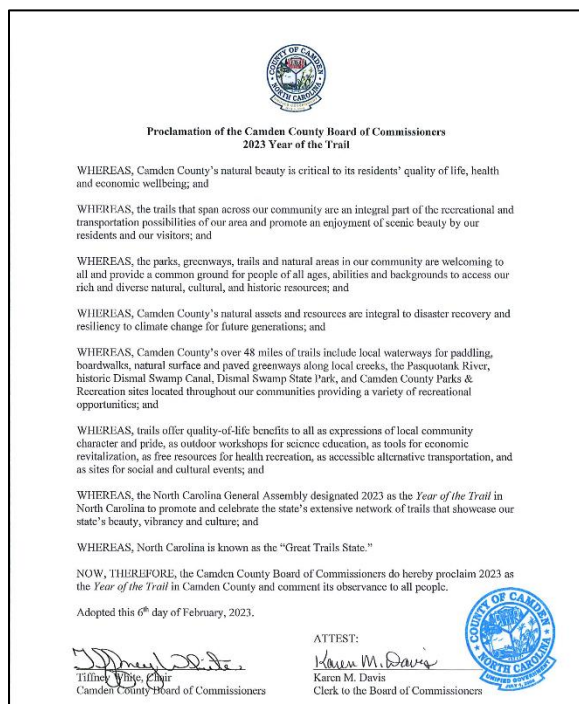 COUNTY OF CAMDEN
NORTH CAROLINA
Proclamation of the Camden County Board of Commissioners
2023 Year of the Trail
WHEREAS, Camden County's natural beauty is critical to its residents' quality of life, health
and economic wellbeing; and
WHEREAS, the trails that span across our community are an integral part of the recreational and
transportation possibilities of our area and promote an enjoyment of scenic beauty by our
residents and our visitors; and
WHEREAS, the parks, greenways, trails and natural areas in our community are welcoming to
all and provide a common ground for people of all ages, abilities and backgrounds to access our
rich and diverse natural, cultural, and historic resources; and
WHEREAS, Camden County's natural assets and resources are integral to disaster recovery and
resiliency to climate change for future generations; and
WHEREAS, Camden County's over 48 miles of trails include local waterways for paddling,
boardwalks, natural surface and paved greenways along local creeks, the Pasquotank River,
historic Dismal Swamp Canal, Dismal Swamp State Park, and Camden County Parks &
Recreation sites located throughout our communities providing a variety of recreational
opportunities; and
WHEREAS, trails offer quality-of-life benefits to all as expressions of local community
character and pride, as outdoor workshops for science education, as tools for economic
revitalization, as free resources for health recreation, as accessible alternative transportation, and
as sites for social and cultural events; and
WHEREAS, the North Carolina General Assembly designated 2023 as the Year of the Trail in
North Carolina to promote and celebrate the state's extensive network of trails that showcase our
state's beauty, vibrancy and culture; and
WHEREAS, North Carolina is known as the “Great Trails State.”
NOW, THEREFORE, the Camden County Board of Commissioners do hereby proclaim 2023 as
the Year of the Trail in Camden County and comment its observance to all people.
Adopted this 6th day of February, 2023.
ATTEST:
Tiffney White
Karen M. Davis
Tiffney White, Chair
Karen M. Davis
Camden County Board of Commissioners
Clerk to the Board of Commissioners
COUNTY OF CAMDEN
NORTH CAROLINA
UNIFIED GOVERNMENT